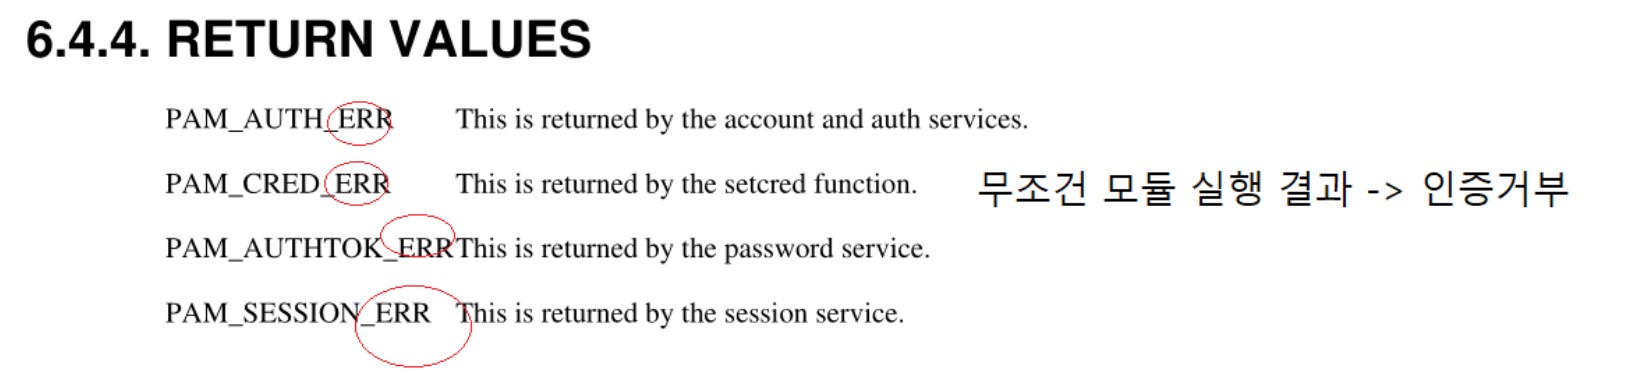 6.4.4. RETURN VALUES
PAM_AUTH_ERR This is returned by the account and auth services.
PAM_CRED_ERR This is returned by the setcred function. 무조건 모듈 실행 결과 -> 인증거부
PAM_AUTHTOK_ERR This is returned by the password service.
PAM_SESSION_ERR This is returned by the session service.